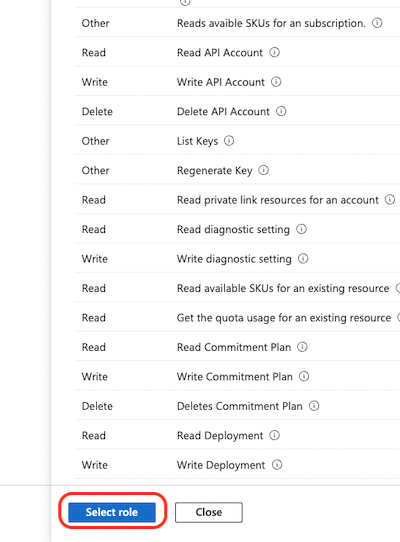 Other Reads avaible SKUs for an subscription.
Read Read API Account
Write Write API Account
Delete Delete API Account
Other List Keys
Other Regenerate Key
Read Read private link resources for an account
Read Read diagnostic setting
Write Write diagnostic setting
Read Read available SKUs for an existing resource
Read Get the quota usage for an existing resource
Read Read Commitment Plan
Write Write Commitment Plan
Delete Deletes Commitment Plan
Read Read Deployment
Write Write Deployment
Select role Close